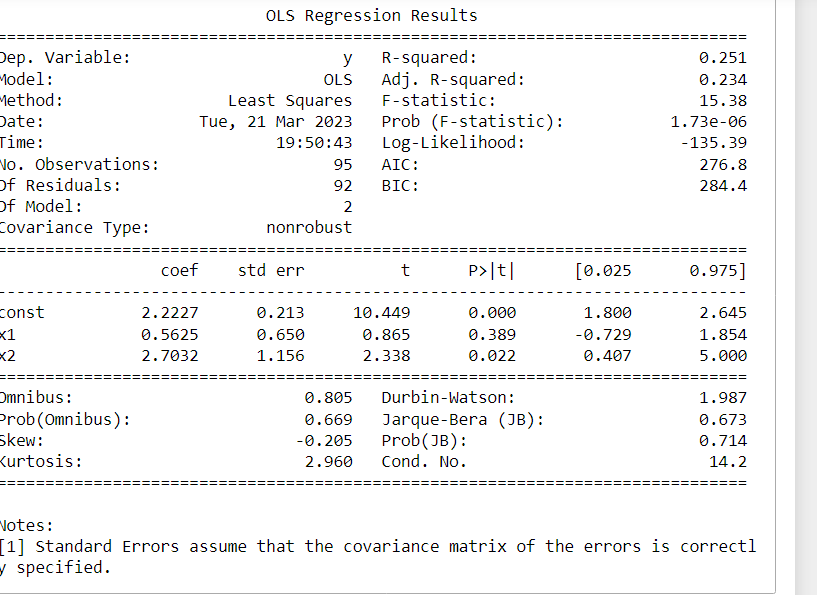 OLS Regression Results
==============================================================================
Dep. Variable: y R-squared: 0.251
Model: OLS Adj. R-squared: 0.234
Method: Least Squares F-statistic: 15.38
Date: Tue, 21 Mar 2023 Prob (F-statistic): 1.73e-06
Time: 19:50:43 Log-Likelihood: -135.39
No. Observations: 95 AIC: 276.8
Df Residuals: 92 BIC: 284.4
Df Model: 2
Covariance Type: nonrobust
==============================================================================
coef std err t P>|t| [0.025 0.975]
------------------------------------------------------------------------------
const 2.2227 0.213 10.449 0.000 1.800 2.645
x1 0.5625 0.650 0.865 0.389 -0.729 1.854
x2 2.7032 1.156 2.338 0.022 0.407 5.000
==============================================================================
Omnibus: 0.805 Durbin-Watson: 1.987
Prob(Omnibus): 0.669 Jarque-Bera (JB): 0.673
Skew: -0.205 Prob(JB): 0.714
Kurtosis: 2.960 Cond. No. 14.2
==============================================================================
Notes:
[1] Standard Errors assume that the covariance matrix of the errors is correctl
y specified.